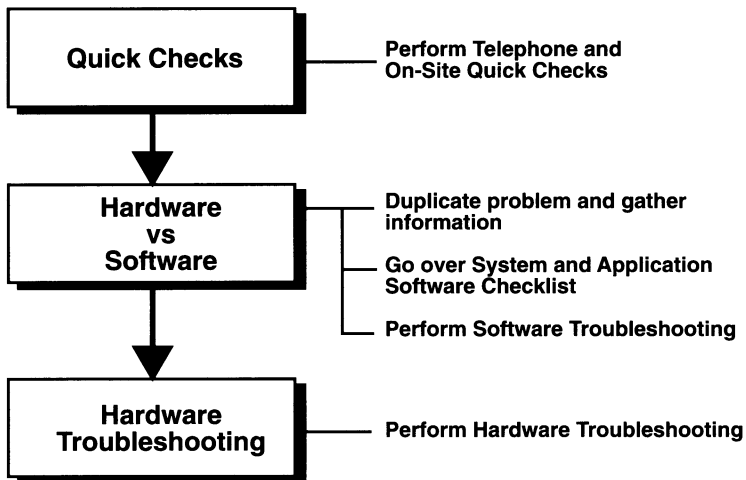 Quick Checks
Perform Telephone and
On-Site Quick Checks
Hardware
vs
Software
Duplicate problem and gather
information
Go over System and Application
Software Checklist
Perform Software Troubleshooting
Hardware
Troubleshooting
Perform Hardware Troubleshooting